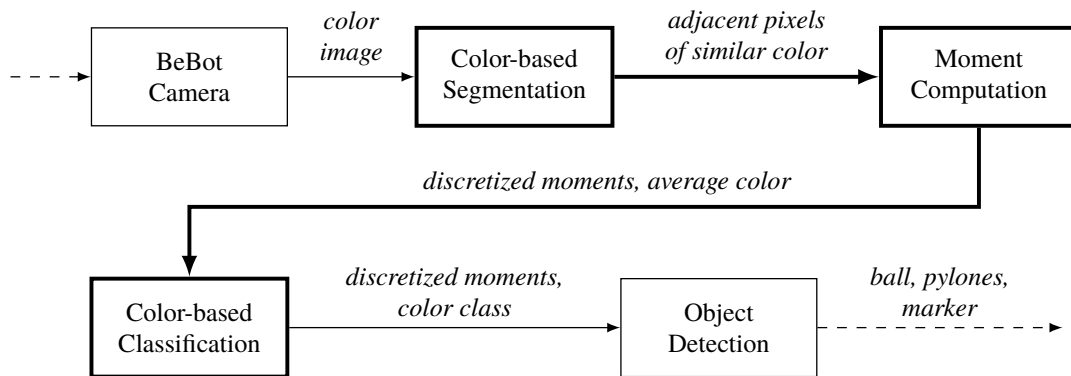 BeBot
Camera
color
image
Color-based
Segmentation
adjacent pixels
of similar color
Moment
Computation
discretized moments, average color
Color-based
Classification
discretized moments,
color class
Object
Detection
ball, pylones,
marker